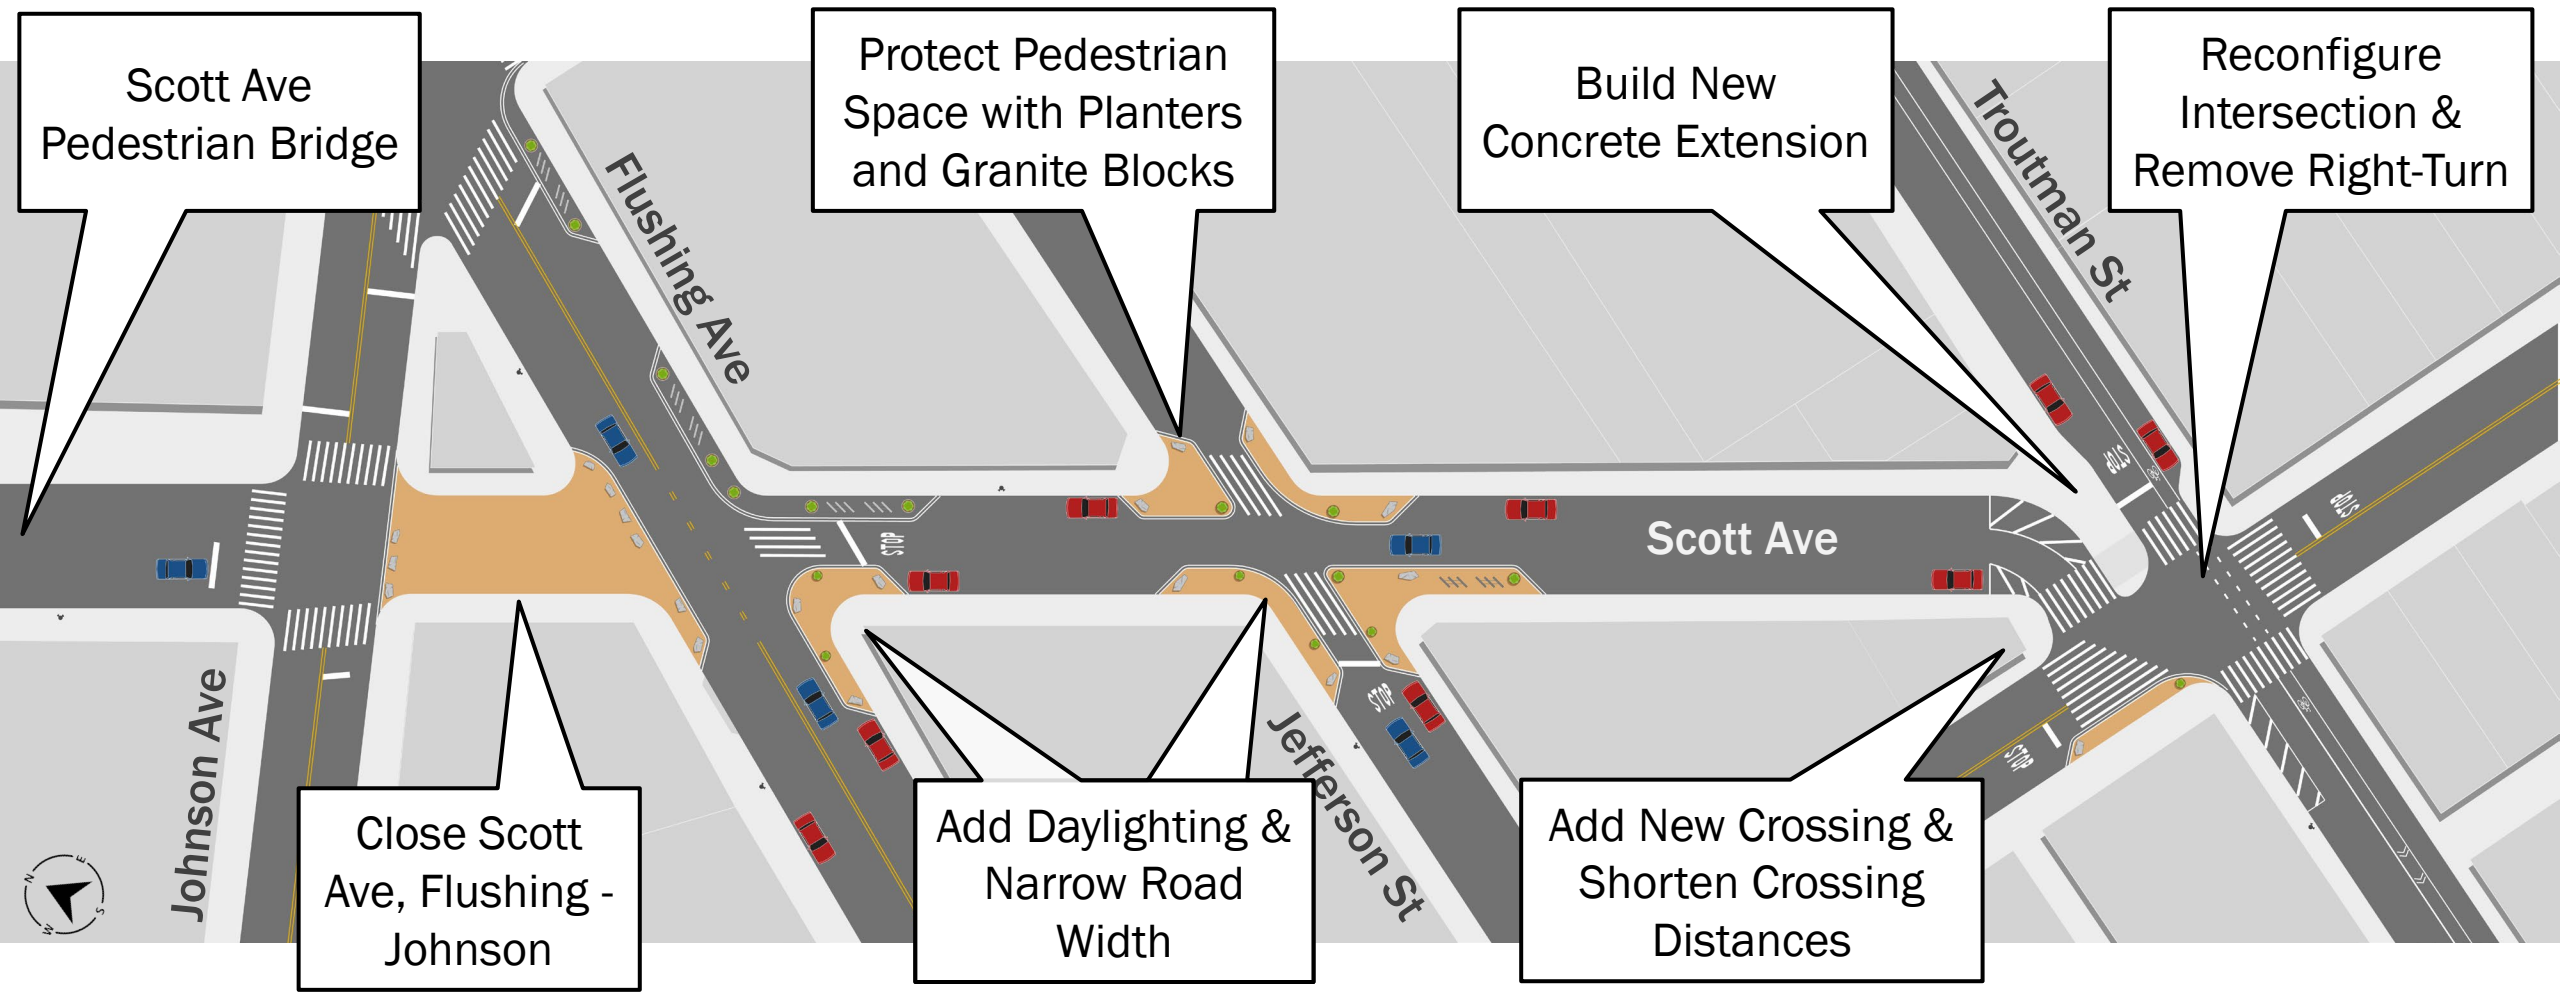 Scott Ave
Pedestrian Bridge
Protect Pedestrian
Space with Planters
and Granite Blocks
Build New
Concrete Extension
Reconfigure
Intersection &
Remove Right-Turn
Flushing Ave
Troutman St
STOP
STOP
STOP
Scott Ave
STOP
STOP
Johnson Ave
Jefferson St
Close Scott
Ave, Flushing -
Johnson
Add Daylighting &
Narrow Road
Width
Add New Crossing &
Shorten Crossing
Distances
N
E
S
W